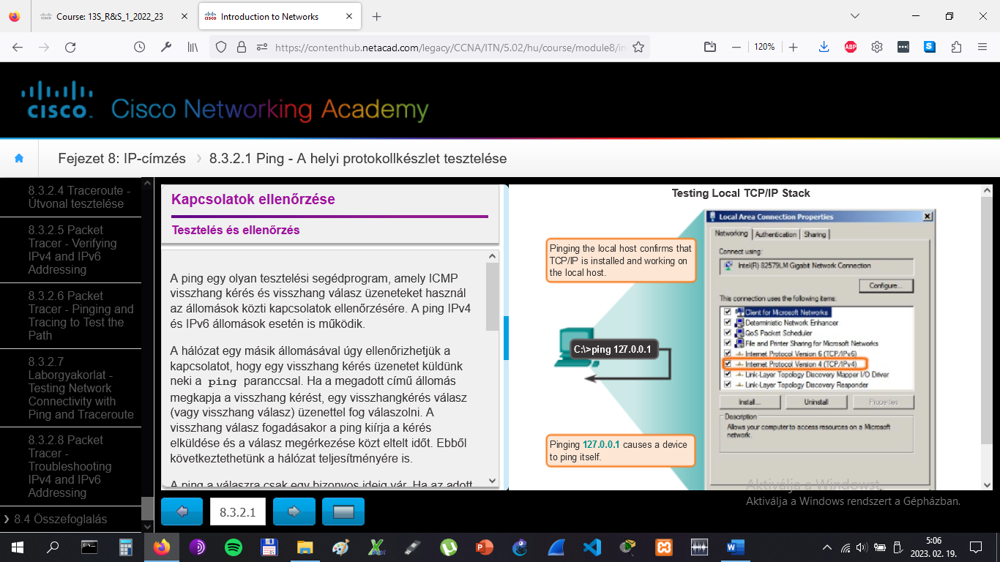 Course: 13S_R&S_1_2022_23
Introduction to Networks
https://contenthub.netacad.com/legacy/CCNA/ITN/5.02/hu/course/module8/in
120%
ABP
CISCO
Cisco Networking Academy
Fejezet 8: IP-címzés
8.3.2.1 Ping - A helyi protokollkészlet tesztelése
8.3.2.4 Traceroute -
Útvonal tesztelése
8.3.2.5 Packet
Tracer - Verifying
IPv4 and IPv6
Addressing
8.3.2.6 Packet
Tracer - Pinging and
Tracing to Test the
Path
8.3.2.7
Laborgyakorlat -
Testing Network
Connectivity with
Ping and Traceroute
8.3.2.8 Packet
Tracer -
Troubleshooting
IPv4 and IPv6
Addressing
8.4 Összefoglalás
Kapcsolatok ellenőrzése
Tesztelés és ellenőrzés
A ping egy olyan tesztelési segédprogram, amely ICMP
visszhang kérés és visszhang válasz üzeneteket használ
az állomások közti kapcsolatok ellenőrzésére. A ping IPv4
és IPv6 állomások esetén is működik.
A hálózat egy másik állomásával úgy ellenőrizhetjük a
kapcsolatot, hogy egy visszhang kérés üzenetet küldünk
neki a ping paranccsal. Ha a megadott című állomás
megkapja a visszhang kérést, egy visszhangkérés válasz
(vagy visszhang válasz) üzenettel fog válaszolni. A
visszhang válasz fogadásakor a ping kiírja a kérés
elküldése és a válasz megérkezése közt eltelt időt. Ebből
következtethetünk a hálózat teljesítményére is.
A ping a válaszra csak egy bizonyos ideig vár. Ha az adott
8.3.2.1
Testing Local TCP/IP Stack
Pinging the local host confirms that
TCP/IP is installed and working on
the local host.
C:\>ping 127.0.0.1
Pinging 127.0.0.1 causes a device
to ping itself.
Local Area Connection Properties
Networking Authentication Sharing
Connect using:
Intel(R) 82579LM Gigabit Network Connection
Configure...
This connection uses the following items:
Client for Microsoft Networks
Deterministic Network Enhancer
QoS Packet Scheduler
File and Printer Sharing for Microsoft Networks
Internet Protocol Version 6 (TCP/IPv6)
Internet Protocol Version 4 (TCP/IPv4)
Link-Layer Topology Discovery Mapper I/O Driver
Link-Layer Topology Discovery Responder
Install... Uninstall Properties
Description
Allows your computer to access resources on a Microsoft
network.
Aktiválja a Windowst.
Aktiválja a Windows rendszert a Gépházban.
5:06
2023. 02. 19.